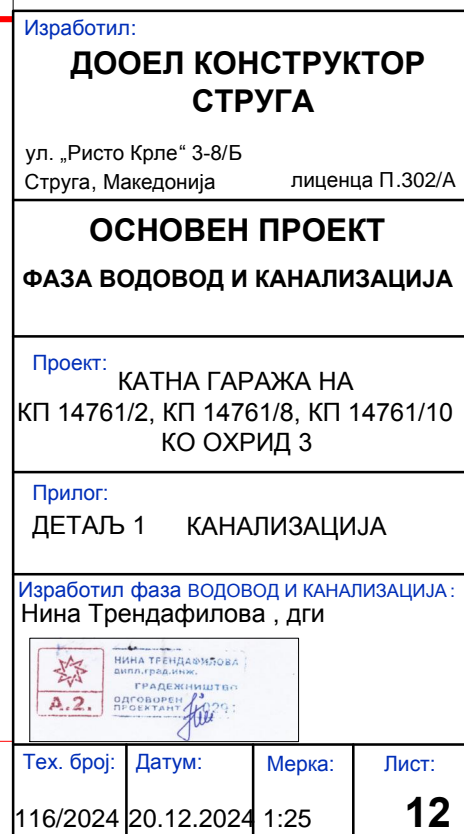 Изработил:
ДООЕЛ КОНСТРУКТОР
СТРУГА
ул. „Ристо Крле“ 3-8/Б
Струга, Македонија лиценца П.302/А
ОСНОВЕН ПРОЕКТ
ФАЗА ВОДОВОД И КАНАЛИЗАЦИЈА
Проект:
КАТНА ГАРАЖА НА
КП 14761/2, КП 14761/8, КП 14761/10
КО ОХРИД 3
Прилог:
ДЕТАЉ 1 КАНАЛИЗАЦИЈА
Изработил фаза ВОДОВОД И КАНАЛИЗАЦИЈА:
Нина Трендафилова , дги
НИНА ТРЕНДАФИЛОВА
дипл.град.инж.
ГРАДЕЖНИШТВО
А.2.
ОДГОВОРЕН
ПРОЕКТАНТ
Тех. број: Датум: Мерка: Лист:
116/2024 20.12.2024 1:25 12